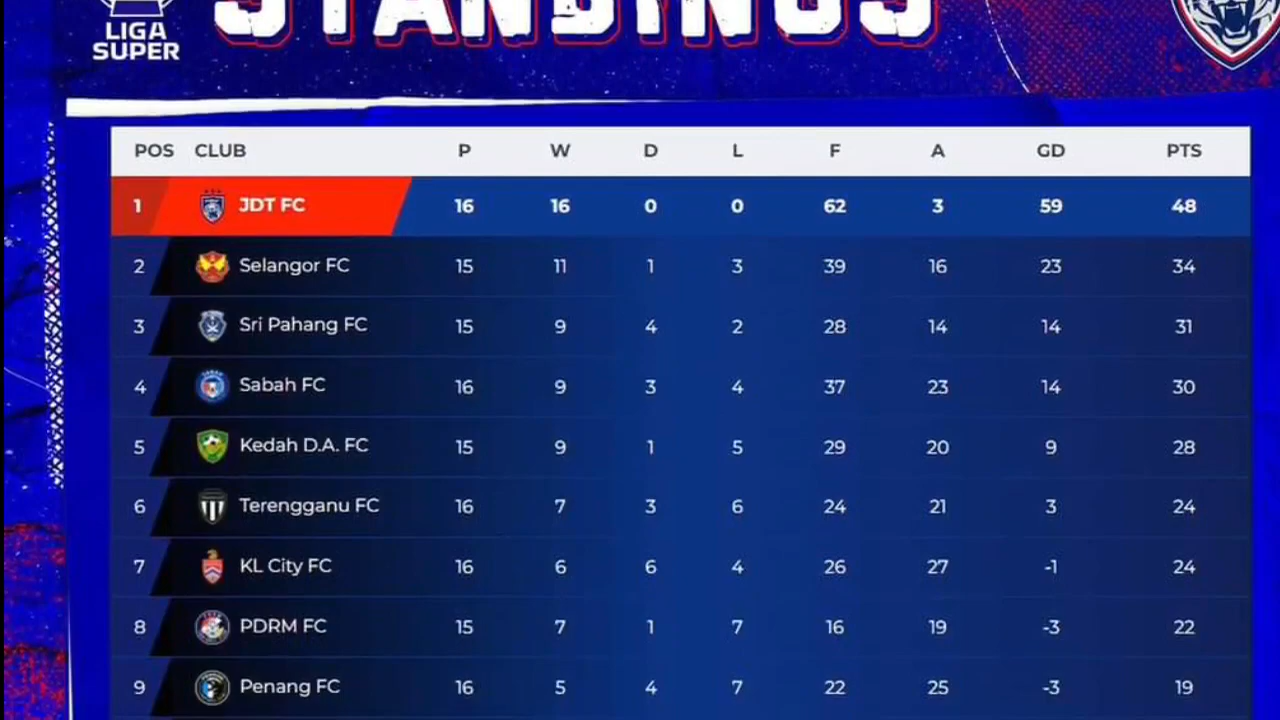 LIGA
SUPER
STANDINGS
POS CLUB P W D L F A GD PTS
1 JDT FC 16 16 0 0 62 3 59 48
2 Selangor FC 15 11 1 3 39 16 23 34
3 Sri Pahang FC 15 9 4 2 28 14 14 31
4 Sabah FC 16 9 3 4 37 23 14 30
5 Kedah D.A. FC 15 9 1 5 29 20 9 28
6 Terengganu FC 16 7 3 6 24 21 3 24
7 KL City FC 16 6 6 4 26 27 -1 24
8 PDRM FC 15 7 1 7 16 19 -3 22
9 Penang FC 16 5 4 7 22 25 -3 19